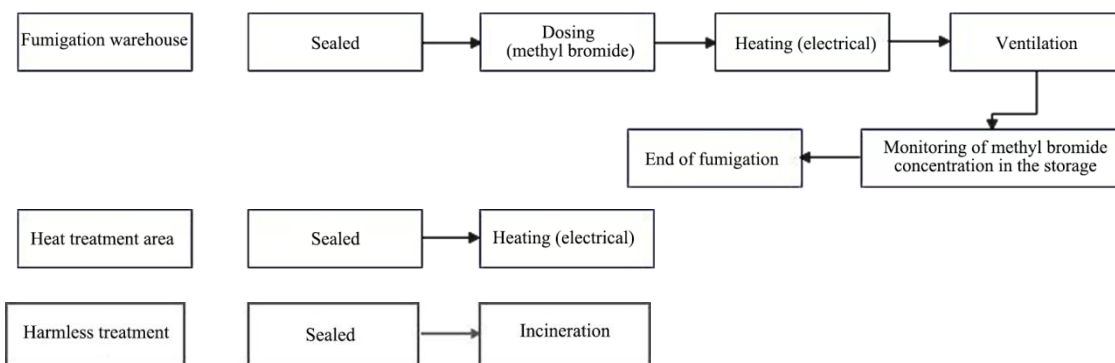 Fumigation warehouse
Sealed
Dosing
(methyl bromide)
Heating (electrical)
Ventilation
Monitoring of methyl bromide
concentration in the storage
End of fumigation
Heat treatment area
Sealed
Heating (electrical)
Harmless treatment
Sealed
Incineration